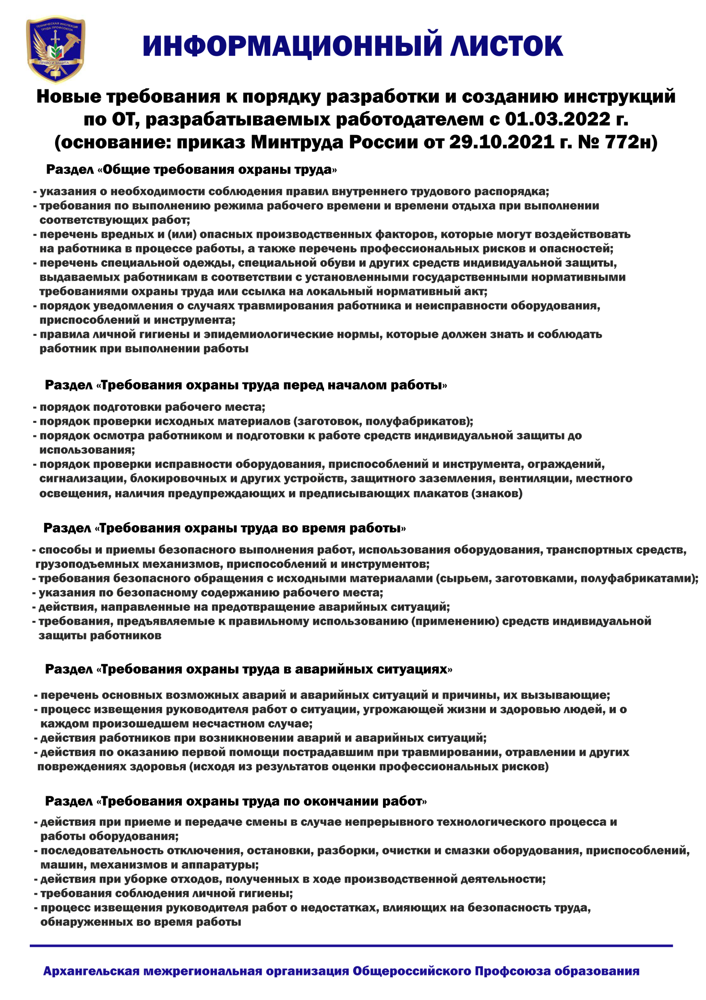 ТЕХНИЧЕСКАЯ ИНСПЕКЦИЯ
ТРУДА ПРОФСОЮЗА
ПРАВО И ЗАЩИТА
ИНФОРМАЦИОННЫЙ ЛИСТОК
Новые требования к порядку разработки и созданию инструкций
по ОТ, разрабатываемых работодателем с 01.03.2022 г.
(основание: приказ Минтруда России от 29.10.2021 г. № 772н)
Раздел «Общие требования охраны труда»
- указания о необходимости соблюдения правил внутреннего трудового распорядка;
- требования по выполнению режима рабочего времени и времени отдыха при выполнении
соответствующих работ;
- перечень вредных и (или) опасных производственных факторов, которые могут воздействовать
на работника в процессе работы, а также перечень профессиональных рисков и опасностей;
- перечень специальной одежды, специальной обуви и других средств индивидуальной защиты,
выдаваемых работникам в соответствии с установленными государственными нормативными
требованиями охраны труда или ссылка на локальный нормативный акт;
- порядок уведомления о случаях травмирования работника и неисправности оборудования,
приспособлений и инструмента;
- правила личной гигиены и эпидемиологические нормы, которые должен знать и соблюдать
работник при выполнении работы
Раздел «Требования охраны труда перед началом работы»
- порядок подготовки рабочего места;
- порядок проверки исходных материалов (заготовок, полуфабрикатов);
- порядок осмотра работником и подготовки к работе средств индивидуальной защиты до
использования;
- порядок проверки исправности оборудования, приспособлений и инструмента, ограждений,
сигнализации, блокировочных и других устройств, защитного заземления, вентиляции, местного
освещения, наличия предупреждающих и предписывающих плакатов (знаков)
Раздел «Требования охраны труда во время работы»
- способы и приемы безопасного выполнения работ, использования оборудования, транспортных средств,
грузоподъемных механизмов, приспособлений и инструментов;
- требования безопасного обращения с исходными материалами (сырьем, заготовками, полуфабрикатами);
- указания по безопасному содержанию рабочего места;
- действия, направленные на предотвращение аварийных ситуаций;
- требования, предъявляемые к правильному использованию (применению) средств индивидуальной
защиты работников
Раздел «Требования охраны труда в аварийных ситуациях»
- перечень основных возможных аварий и аварийных ситуаций и причины, их вызывающие;
- процесс извещения руководителя работ о ситуации, угрожающей жизни и здоровью людей, и о
каждом произошедшем несчастном случае;
- действия работников при возникновении аварий и аварийных ситуаций;
- действия по оказанию первой помощи пострадавшим при травмировании, отравлении и других
повреждениях здоровья (исходя из результатов оценки профессиональных рисков)
Раздел «Требования охраны труда по окончании работ»
- действия при приеме и передаче смены в случае непрерывного технологического процесса и
работы оборудования;
- последовательность отключения, остановки, разборки, очистки и смазки оборудования, приспособлений,
машин, механизмов и аппаратуры;
- действия при уборке отходов, полученных в ходе производственной деятельности;
- требования соблюдения личной гигиены;
- процесс извещения руководителя работ о недостатках, влияющих на безопасность труда,
обнаруженных во время работы
Архангельская межрегиональная организация Общероссийского Профсоюза образования